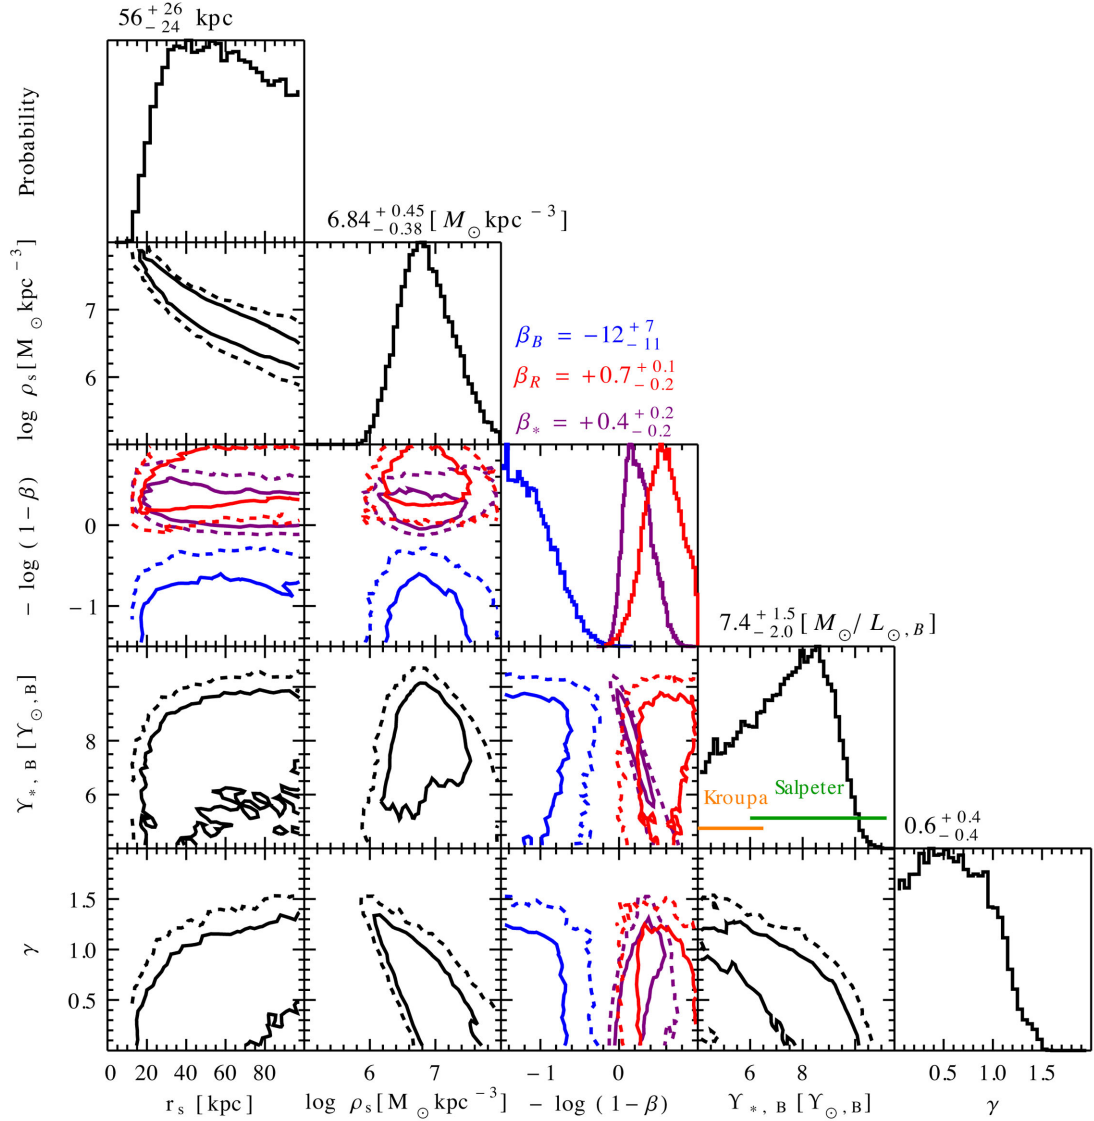 56 +26 −24 kpc
Probability
6.84 +0.45 −0.38 [M⊙kpc −3]
log ρs[M⊙kpc−3]
7
6
βB = −12 +7 −11
βR = +0.7 +0.1 −0.2
β* = +0.4 +0.2 −0.2
− log (1−β)
0
−1
7.4 +1.5 −2.0 [M⊙/ L⊙,B]
ϒ*, B [ϒ⊙,B]
8
6
Kroupa
Salpeter
0.6 +0.4 −0.4
γ
1.5
1.0
0.5
0 20 40 60 80
6 7
−1 0
6 8
0.5 1.0 1.5
rs [kpc]
log ρs[M⊙kpc−3]
− log (1−β)
ϒ*, B [ϒ⊙,B]
γ